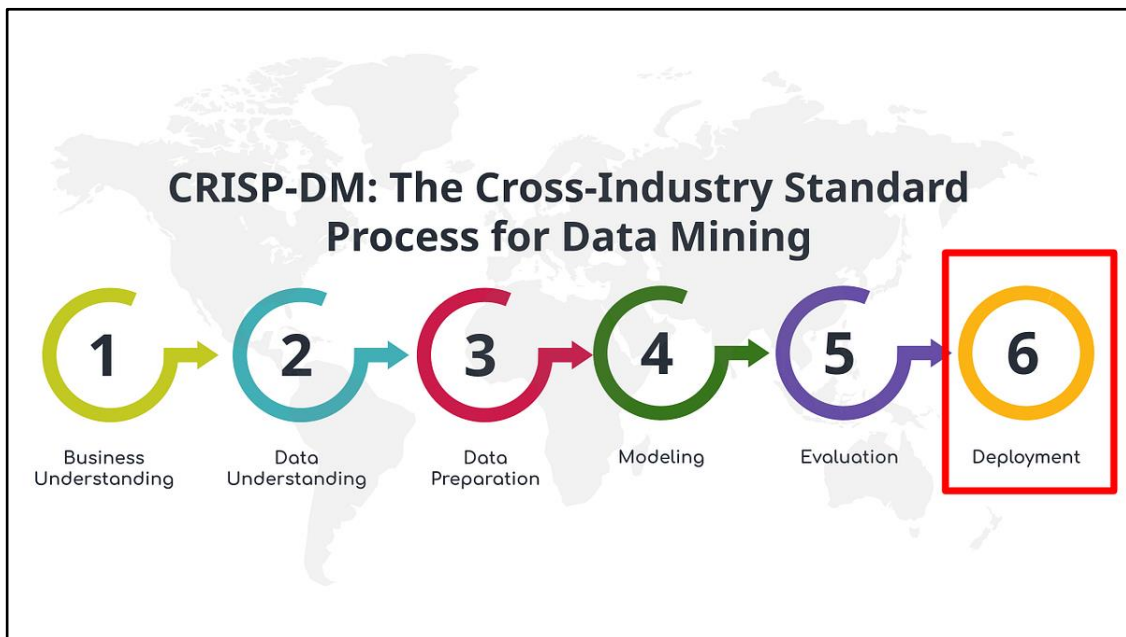 CRISP-DM: The Cross-Industry Standard
Process for Data Mining
1
2
3
4
5
6
Business
Understanding
Data
Understanding
Data
Preparation
Modeling
Evaluation
Deployment